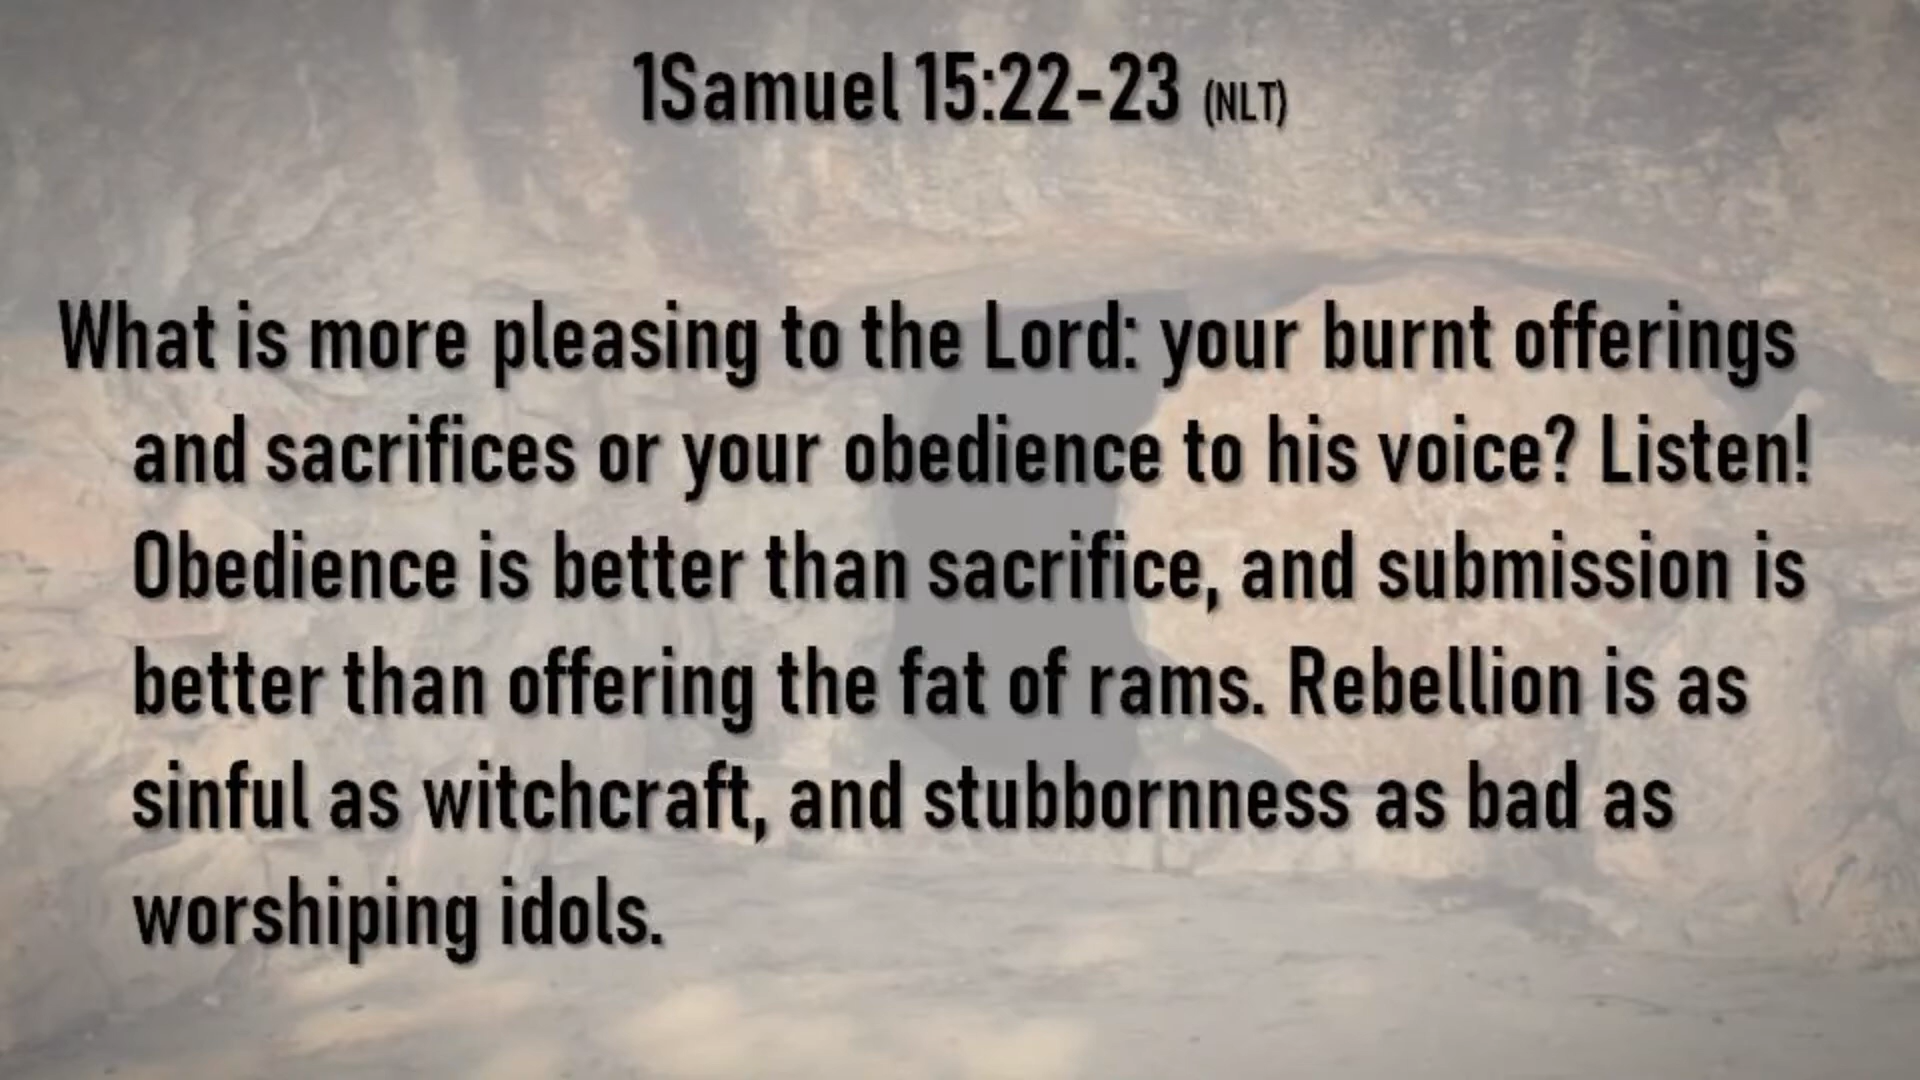 1Samuel 15:22-23 (NLT)
What is more pleasing to the Lord: your burnt offerings
and sacrifices or your obedience to his voice? Listen!
Obedience is better than sacrifice, and submission is
better than offering the fat of rams. Rebellion is as
sinful as witchcraft, and stubbornness as bad as
worshiping idols.